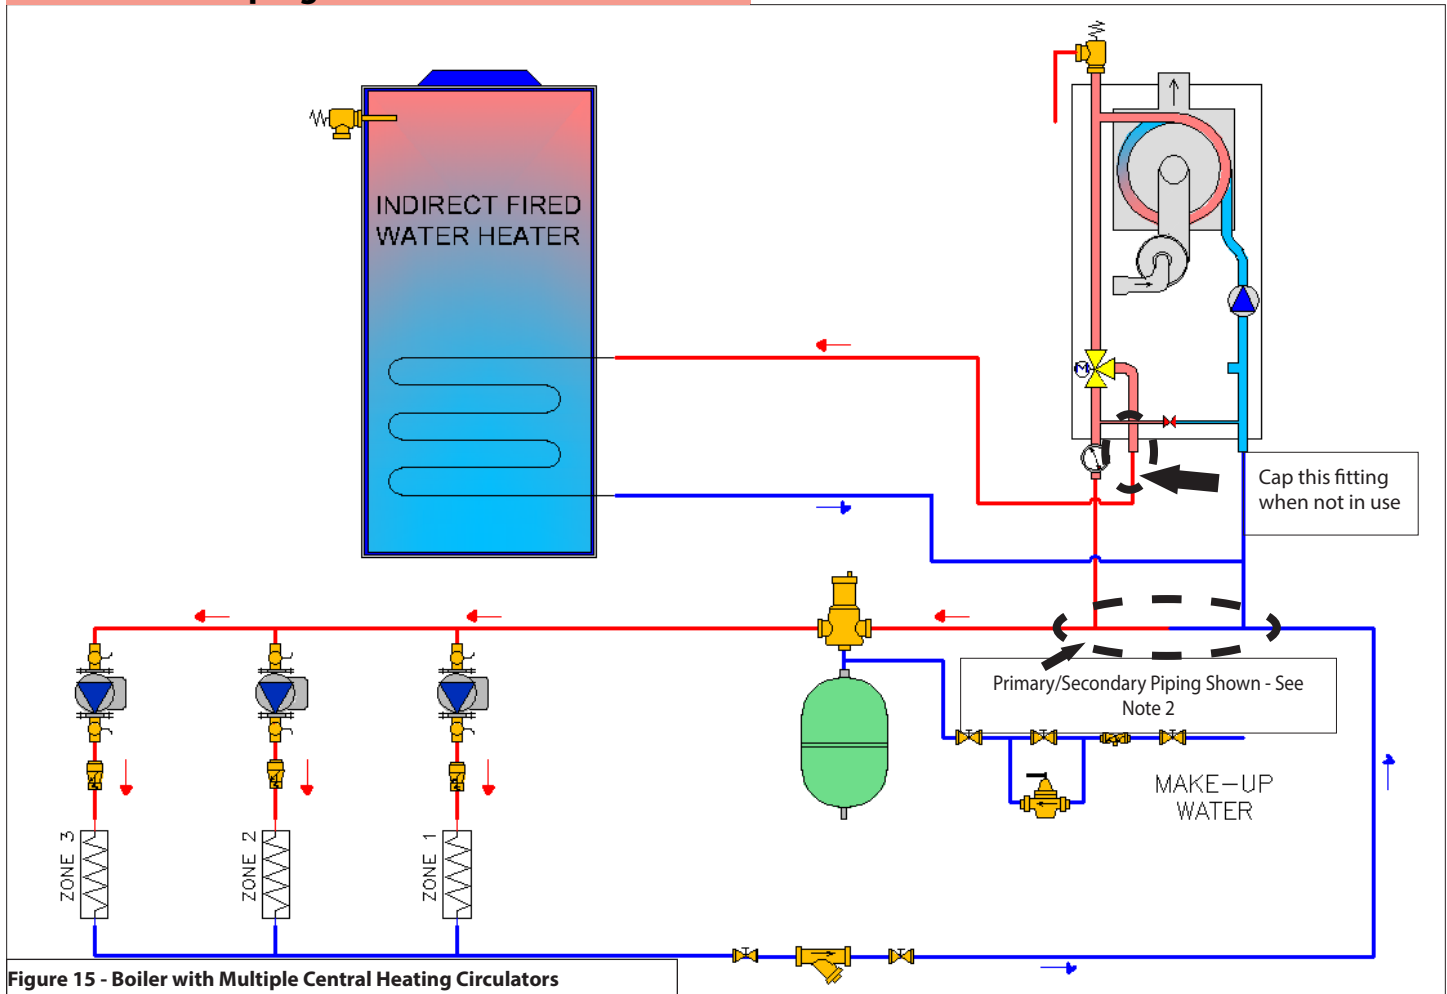 INDIRECT FIRED
WATER HEATER
M
Cap this fitting
when not in use
Primary/Secondary Piping Shown - See
Note 2
MAKE-UP
WATER
ZONE 3
ZONE 2
ZONE 1
Figure 15 - Boiler with Multiple Central Heating Circulators